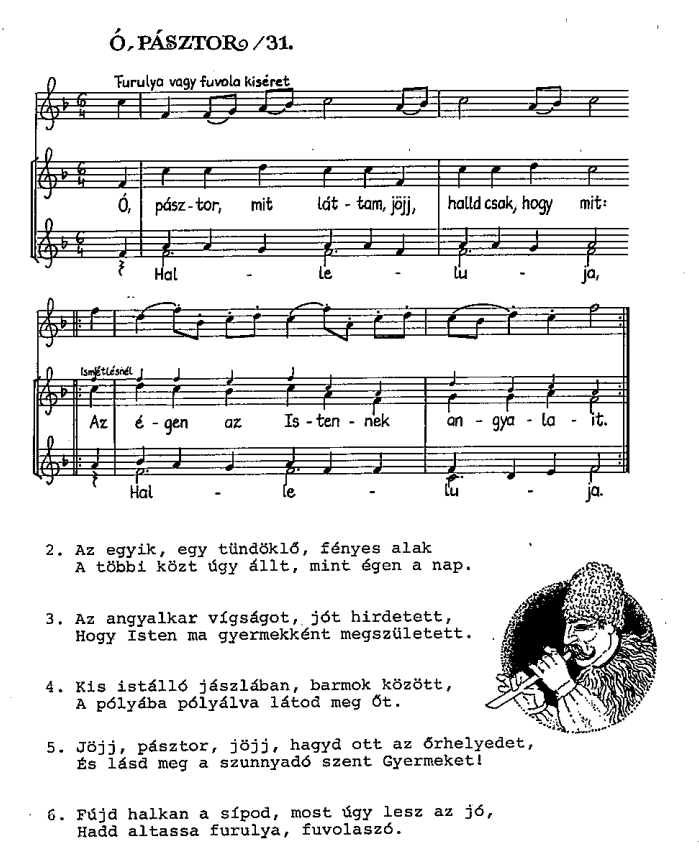 Ó, PÁSZTOR /31.
Furulya vagy fuvola kiséret
Ó, pász-tor, mit lát-tam, jöjj, halld csak, hogy mit:
Hal - le - lu - ja,
Ismétlésnél
Az é-gen az Is-ten-nek an-gya-la-it.
Hal - le - lu - ja.
2. Az egyik, egy tündöklő, fényes alak
A többi közt úgy állt, mint égen a nap.
3. Az angyalkar vígságot, jót hirdetett,
Hogy Isten ma gyermekként megszületett.
4. Kis istálló jászlában, barmok között,
A pólyába pólyálva látod meg Őt.
5. Jöjj, pásztor, jöjj, hagyd ott az őrhelyedet,
És lásd meg a szunnyadó szent Gyermeket!
6. Fújd halkan a sípod, most úgy lesz az jó,
Hadd altassa furulya, fuvolaszó.